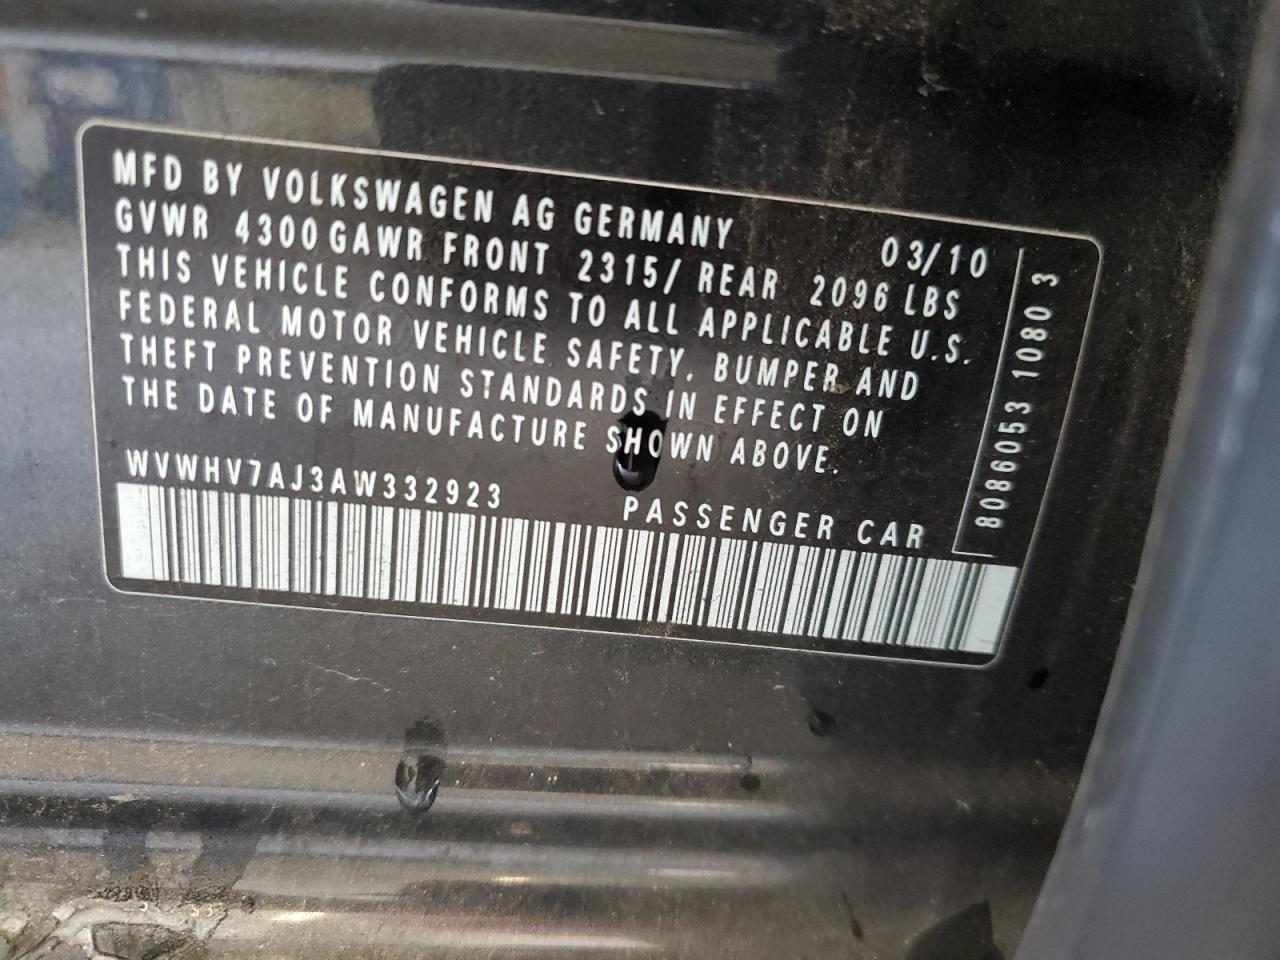 MFD BY VOLKSWAGEN AG GERMANY 03/10
GVWR 4300 GAWR FRONT 2315/ REAR 2096 LBS
THIS VEHICLE CONFORMS TO ALL APPLICABLE U.S.
FEDERAL MOTOR VEHICLE SAFETY, BUMPER AND
THEFT PREVENTION STANDARDS IN EFFECT ON
THE DATE OF MANUFACTURE SHOWN ABOVE.
WVWHV7AJ3AW332923
PASSENGER CAR
8086053 1080 3